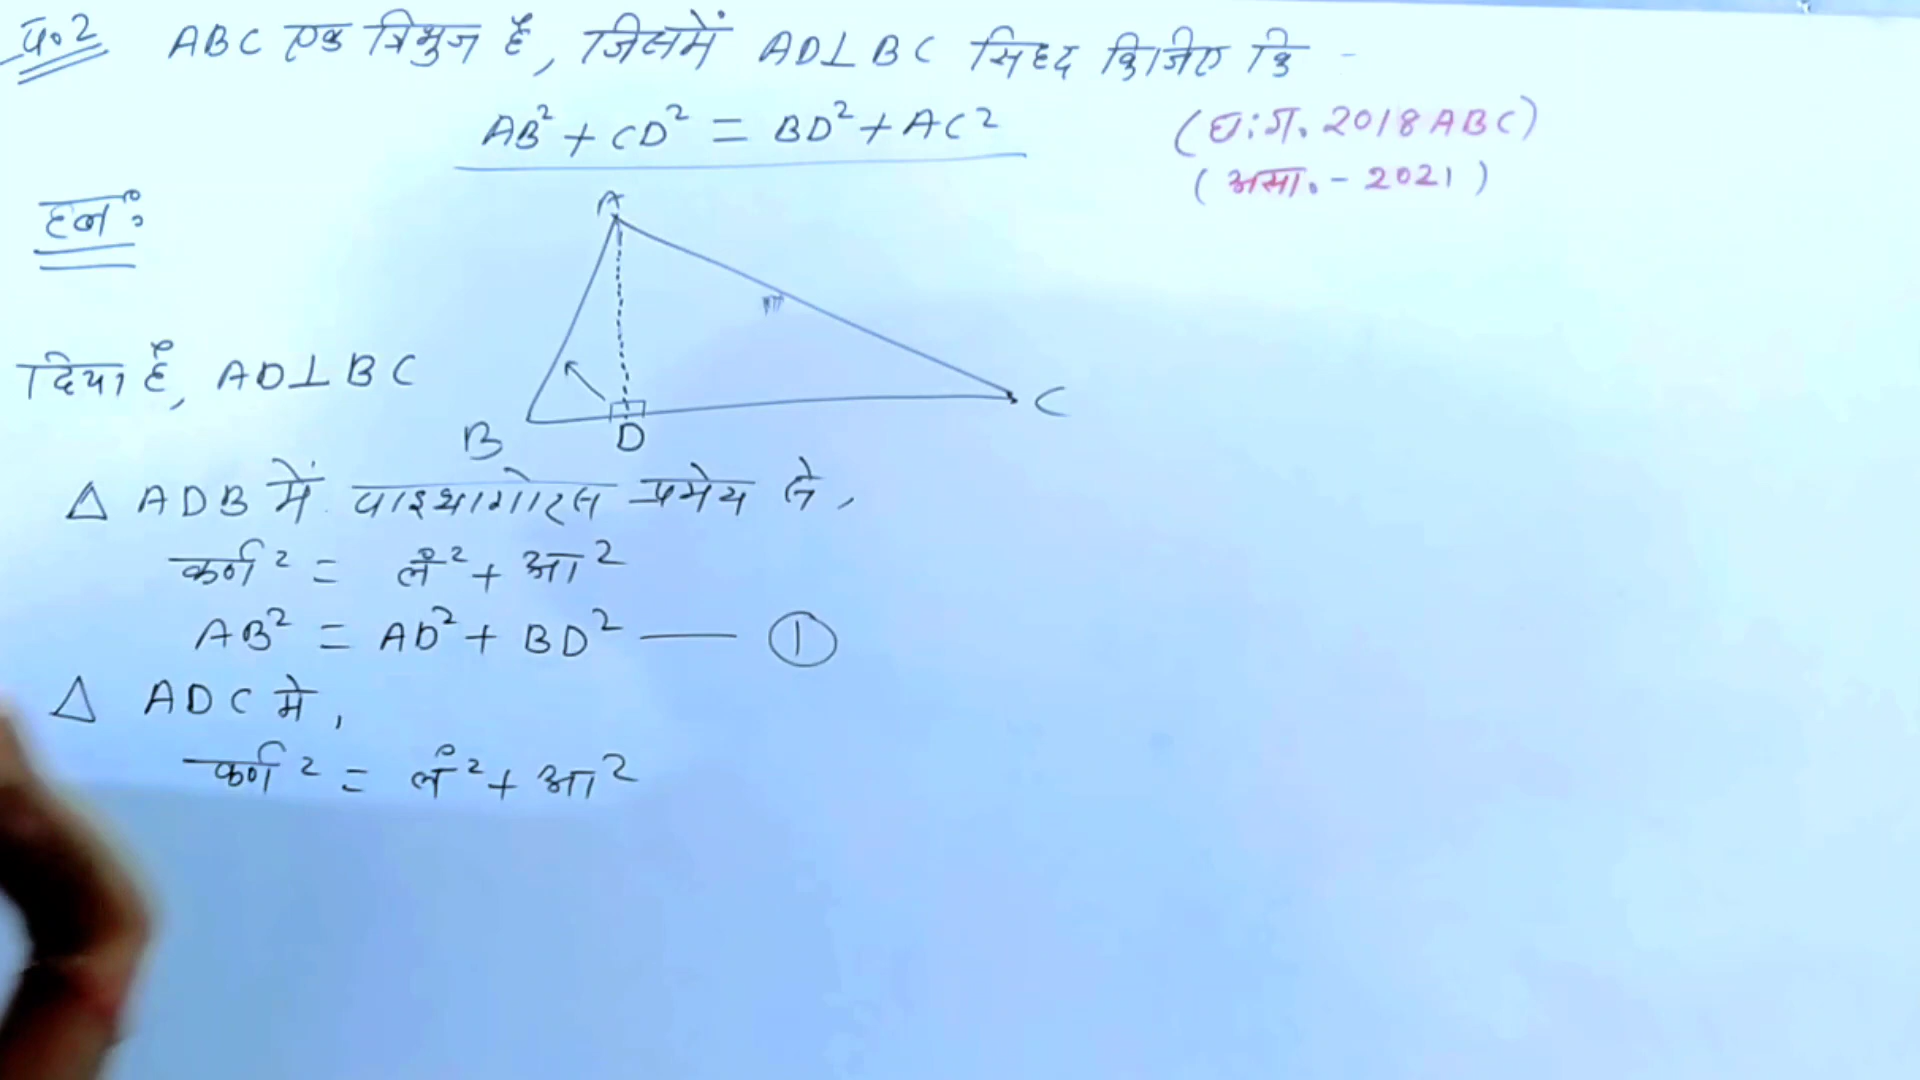 प्र.2 ABC एक त्रिभुज है, जिसमें AD⊥BC सिद्द किजिए कि -
AB² + CD² = BD² + AC²
(छ:ग. 2018 ABC)
(असा. - 2021)
हल :
A
दिया है, AD⊥BC
B D C
△ ADB में पाइथागोरस प्रमेय से,
कर्ण² = लं² + आ²
AB² = AD² + BD² —— ①
△ ADC मे,
कर्ण² = लं² + आ²